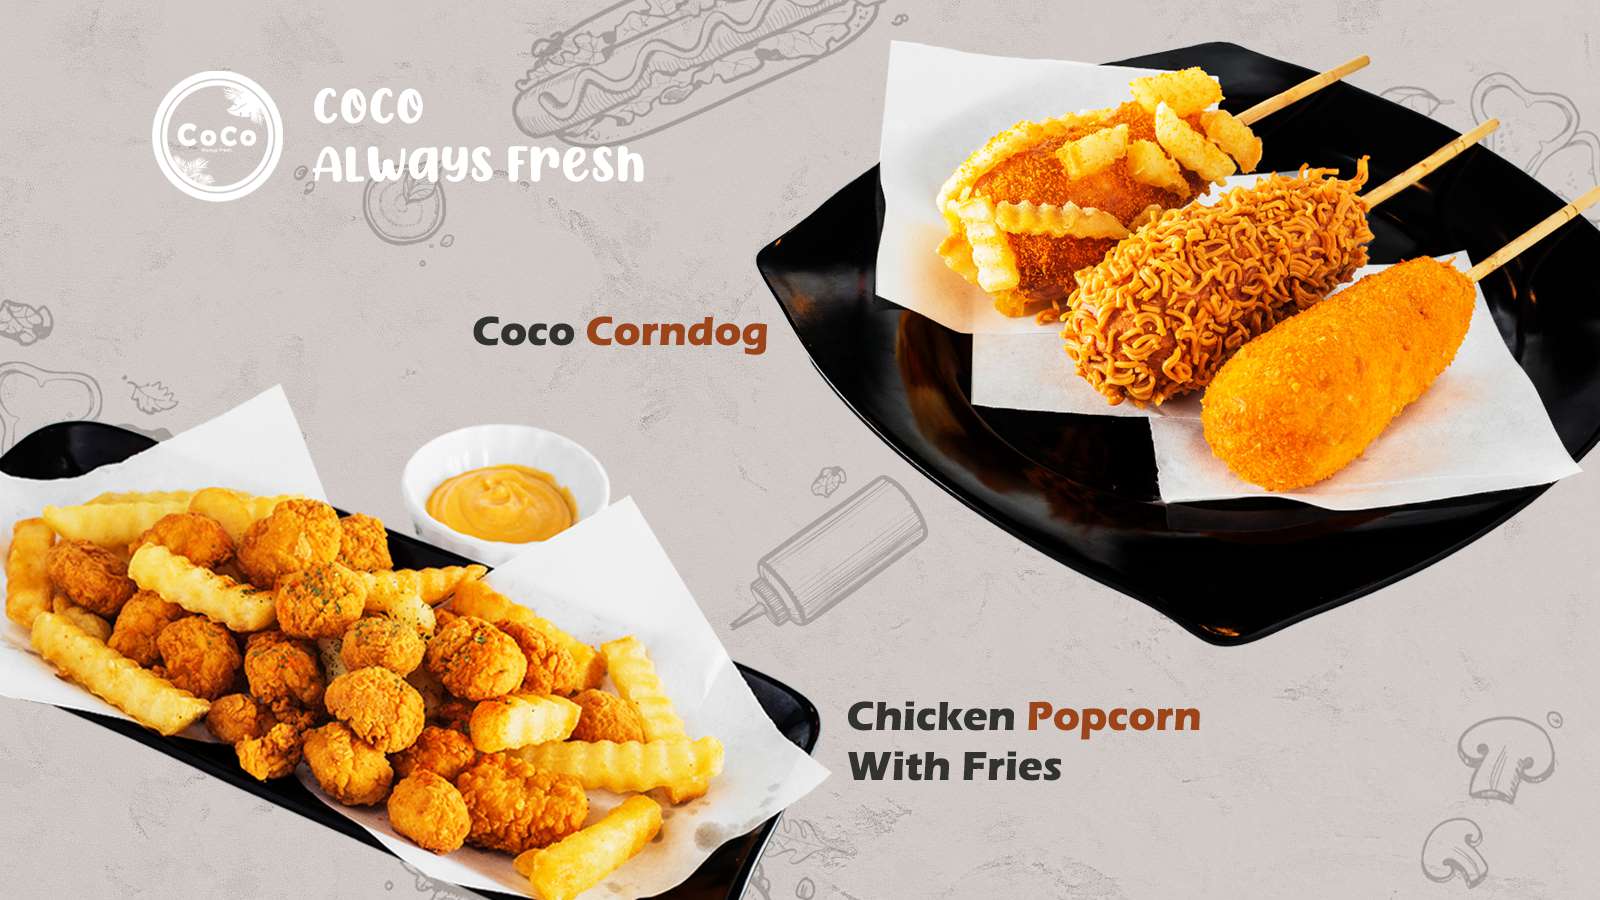 CoCo
COCO
ALWAYS FRESH
Coco Corndog
Chicken Popcorn
With Fries